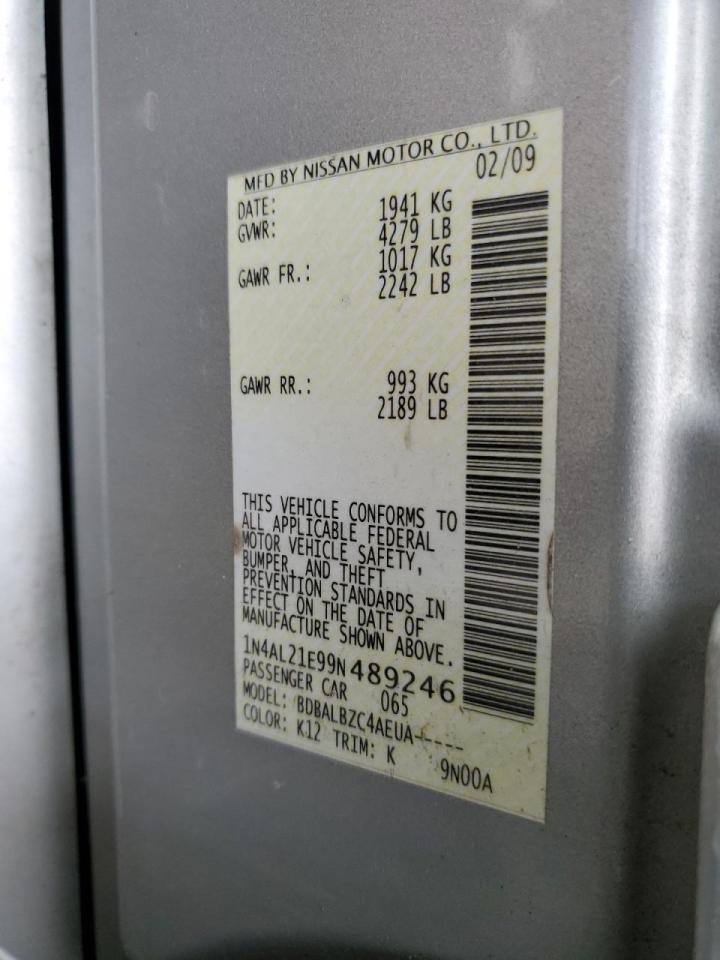 MFD BY NISSAN MOTOR CO., LTD.
DATE: 02/09
GVWR: 1941 KG
4279 LB
GAWR FR.: 1017 KG
2242 LB
GAWR RR.: 993 KG
2189 LB
THIS VEHICLE CONFORMS TO
ALL APPLICABLE FEDERAL
MOTOR VEHICLE SAFETY,
BUMPER, AND THEFT
PREVENTION STANDARDS IN
EFFECT ON THE DATE OF
MANUFACTURE SHOWN ABOVE.
1N4AL21E99N489246
PASSENGER CAR 065
MODEL: BDBALBZC4AEUA-----
COLOR: K12 TRIM: K 9N00A